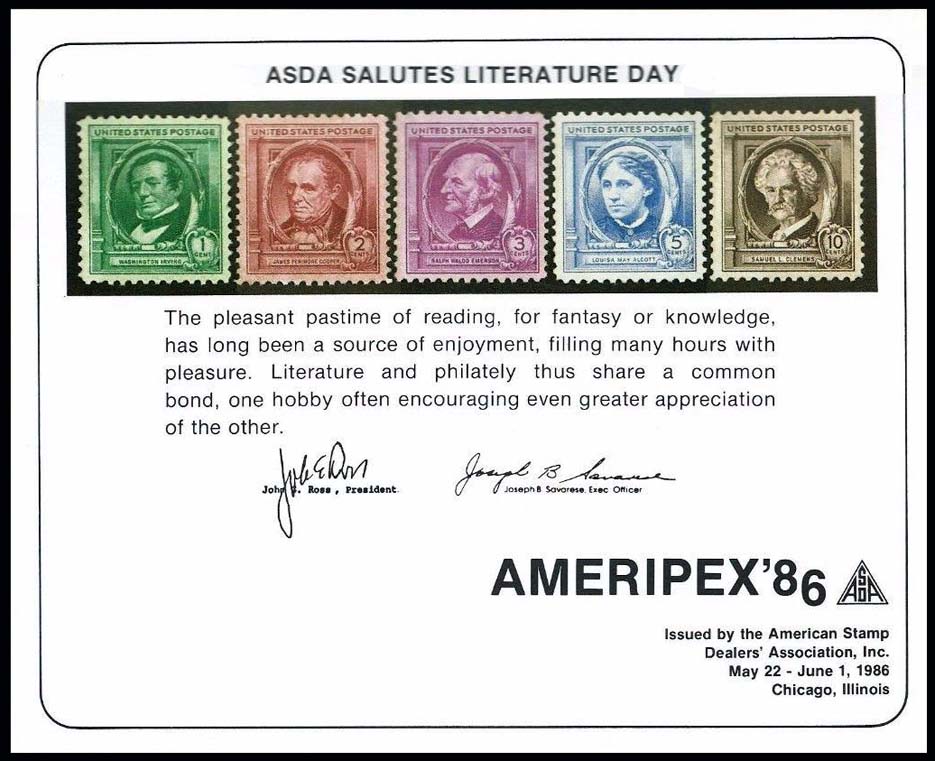 ASDA SALUTES LITERATURE DAY
UNITED STATES POSTAGE
1 CENT
WASHINGTON IRVING
UNITED STATES POSTAGE
2 CENTS
JAMES FENIMORE COOPER
UNITED STATES POSTAGE
3 CENTS
RALPH WALDO EMERSON
UNITED STATES POSTAGE
5 CENTS
LOUISA MAY ALCOTT
UNITED STATES POSTAGE
10 CENTS
SAMUEL L. CLEMENS
The pleasant pastime of reading, for fantasy or knowledge,
has long been a source of enjoyment, filling many hours with
pleasure. Literature and philately thus share a common
bond, one hobby often encouraging even greater appreciation
of the other.
John E Ross
Joseph B Savarese
John E. Ross, President
Joseph B Savarese, Exec Officer
AMERIPEX'86
ASDA
Issued by the American Stamp
Dealers' Association, Inc.
May 22 - June 1, 1986
Chicago, Illinois